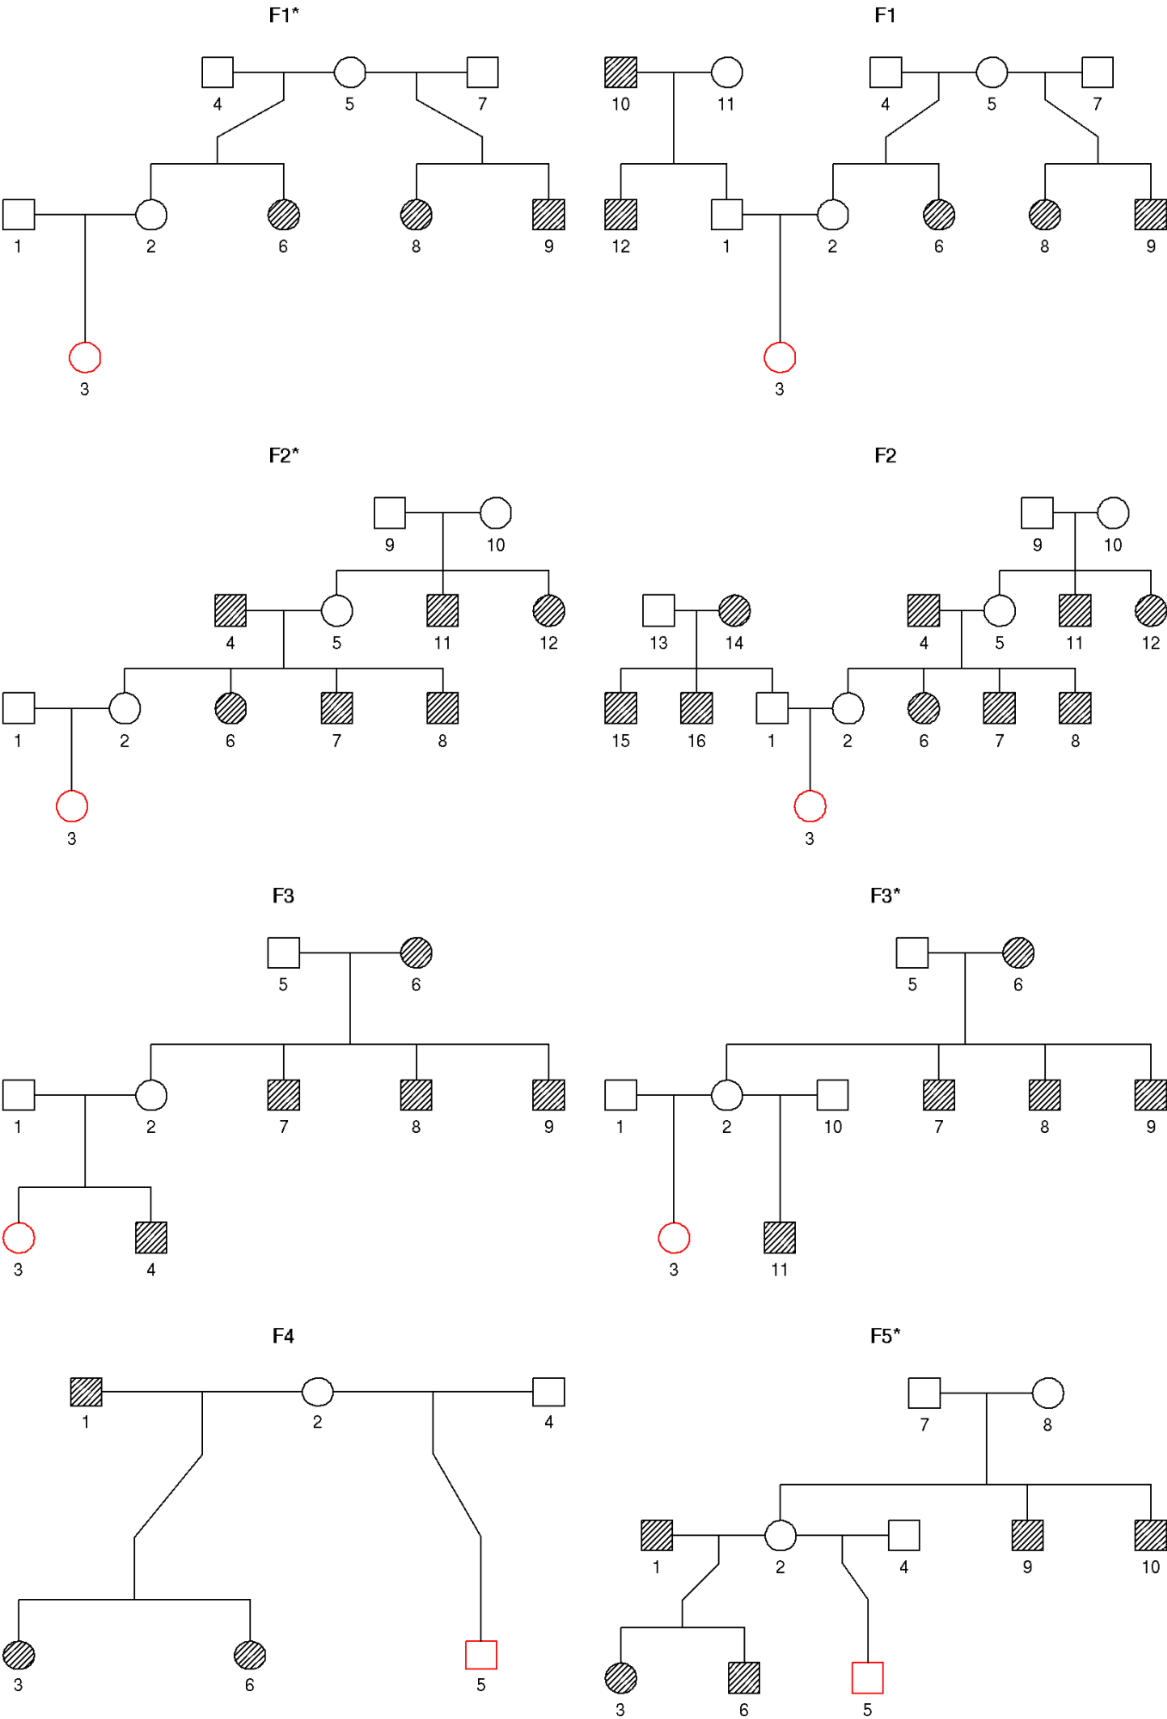 F1* F1
4 5 7 10 11 4 5 7
1 2 6 8 9 12 1 2 6 8 9
3 3
F2* F2
9 10 9 10
4 5 11 12 13 14 4 5 11 12
1 2 6 7 8 15 16 1 2 6 7 8
3 3
F3 F3*
5 6 5 6
1 2 7 8 9 1 2 10 7 8 9
3 4 3 11
F4 F5*
1 2 4 7 8
1 2 4 9 10
3 6 5 3 6 5